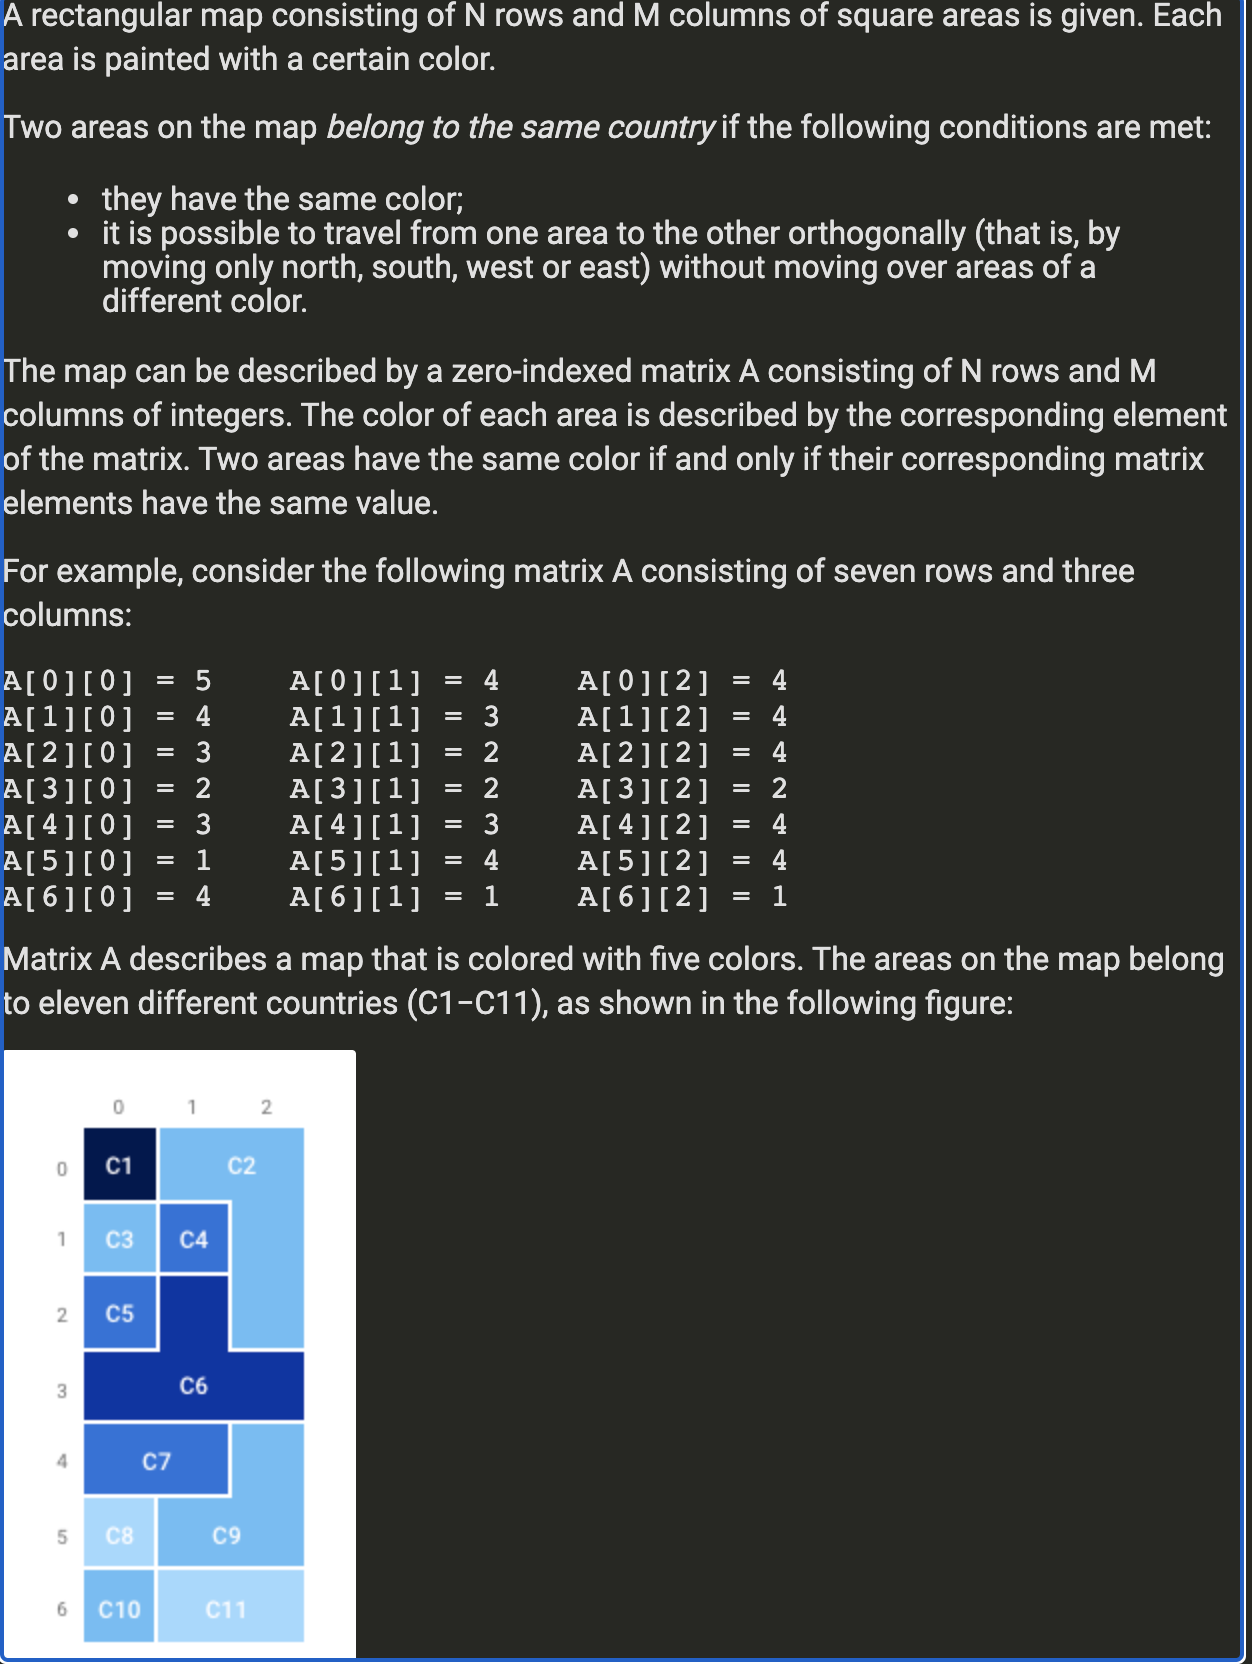 A rectangular map consisting of N rows and M columns of square areas is given. Each
area is painted with a certain color.
Two areas on the map belong to the same country if the following conditions are met:
• they have the same color;
• it is possible to travel from one area to the other orthogonally (that is, by
moving only north, south, west or east) without moving over areas of a
different color.
The map can be described by a zero-indexed matrix A consisting of N rows and M
columns of integers. The color of each area is described by the corresponding element
of the matrix. Two areas have the same color if and only if their corresponding matrix
elements have the same value.
For example, consider the following matrix A consisting of seven rows and three
columns:
A[0][0] = 5 A[0][1] = 4 A[0][2] = 4
A[1][0] = 4 A[1][1] = 3 A[1][2] = 4
A[2][0] = 3 A[2][1] = 2 A[2][2] = 4
A[3][0] = 2 A[3][1] = 2 A[3][2] = 2
A[4][0] = 3 A[4][1] = 3 A[4][2] = 4
A[5][0] = 1 A[5][1] = 4 A[5][2] = 4
A[6][0] = 4 A[6][1] = 1 A[6][2] = 1
Matrix A describes a map that is colored with five colors. The areas on the map belong
to eleven different countries (C1−C11), as shown in the following figure:
0 1 2
0 C1 C2
1 C3 C4
2 C5
3 C6
4 C7
5 C8 C9
6 C10 C11